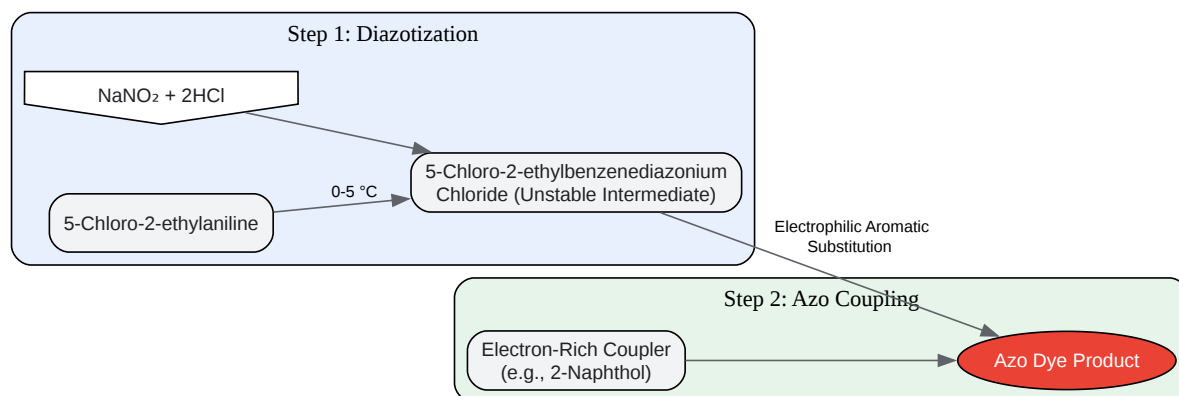 Step 1: Diazotization
NaNO₂ + 2HCl
5-Chloro-2-ethylaniline
0-5 °C
5-Chloro-2-ethylbenzenediazonium
Chloride (Unstable Intermediate)
Electrophilic Aromatic
Substitution
Step 2: Azo Coupling
Electron-Rich Coupler
(e.g., 2-Naphthol)
Azo Dye Product